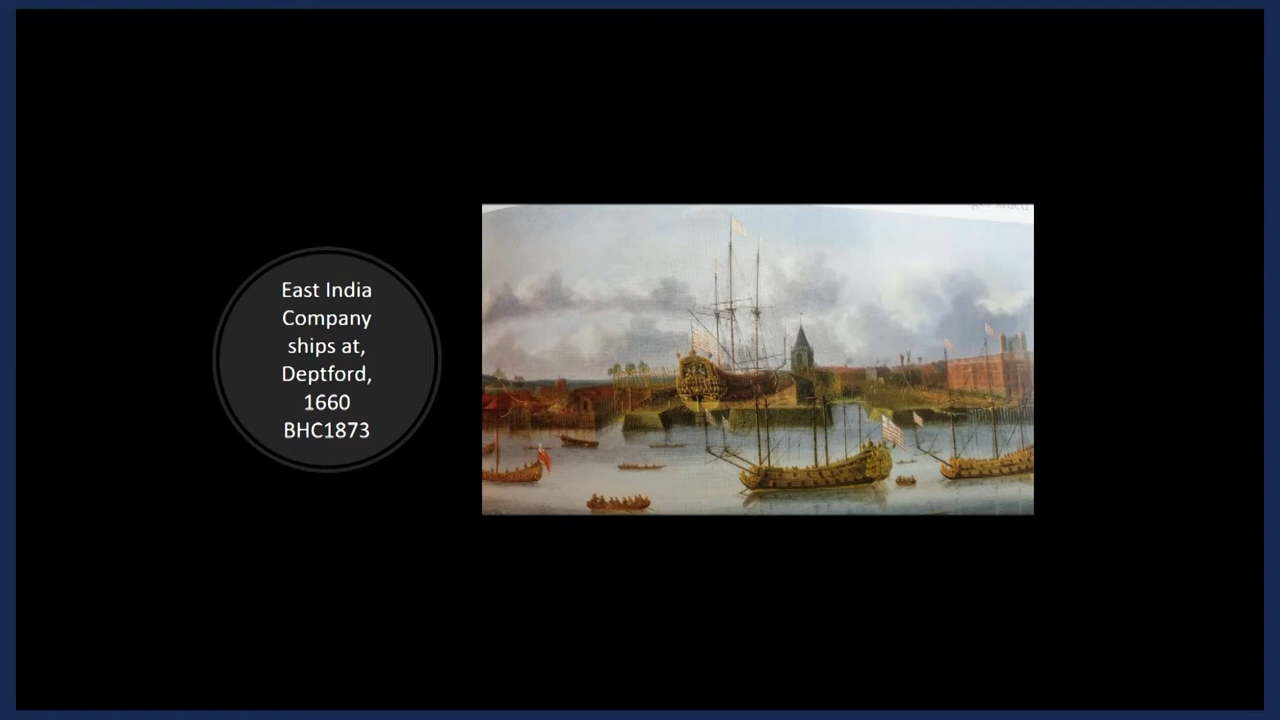 East India
Company
ships at,
Deptford,
1660
BHC1873